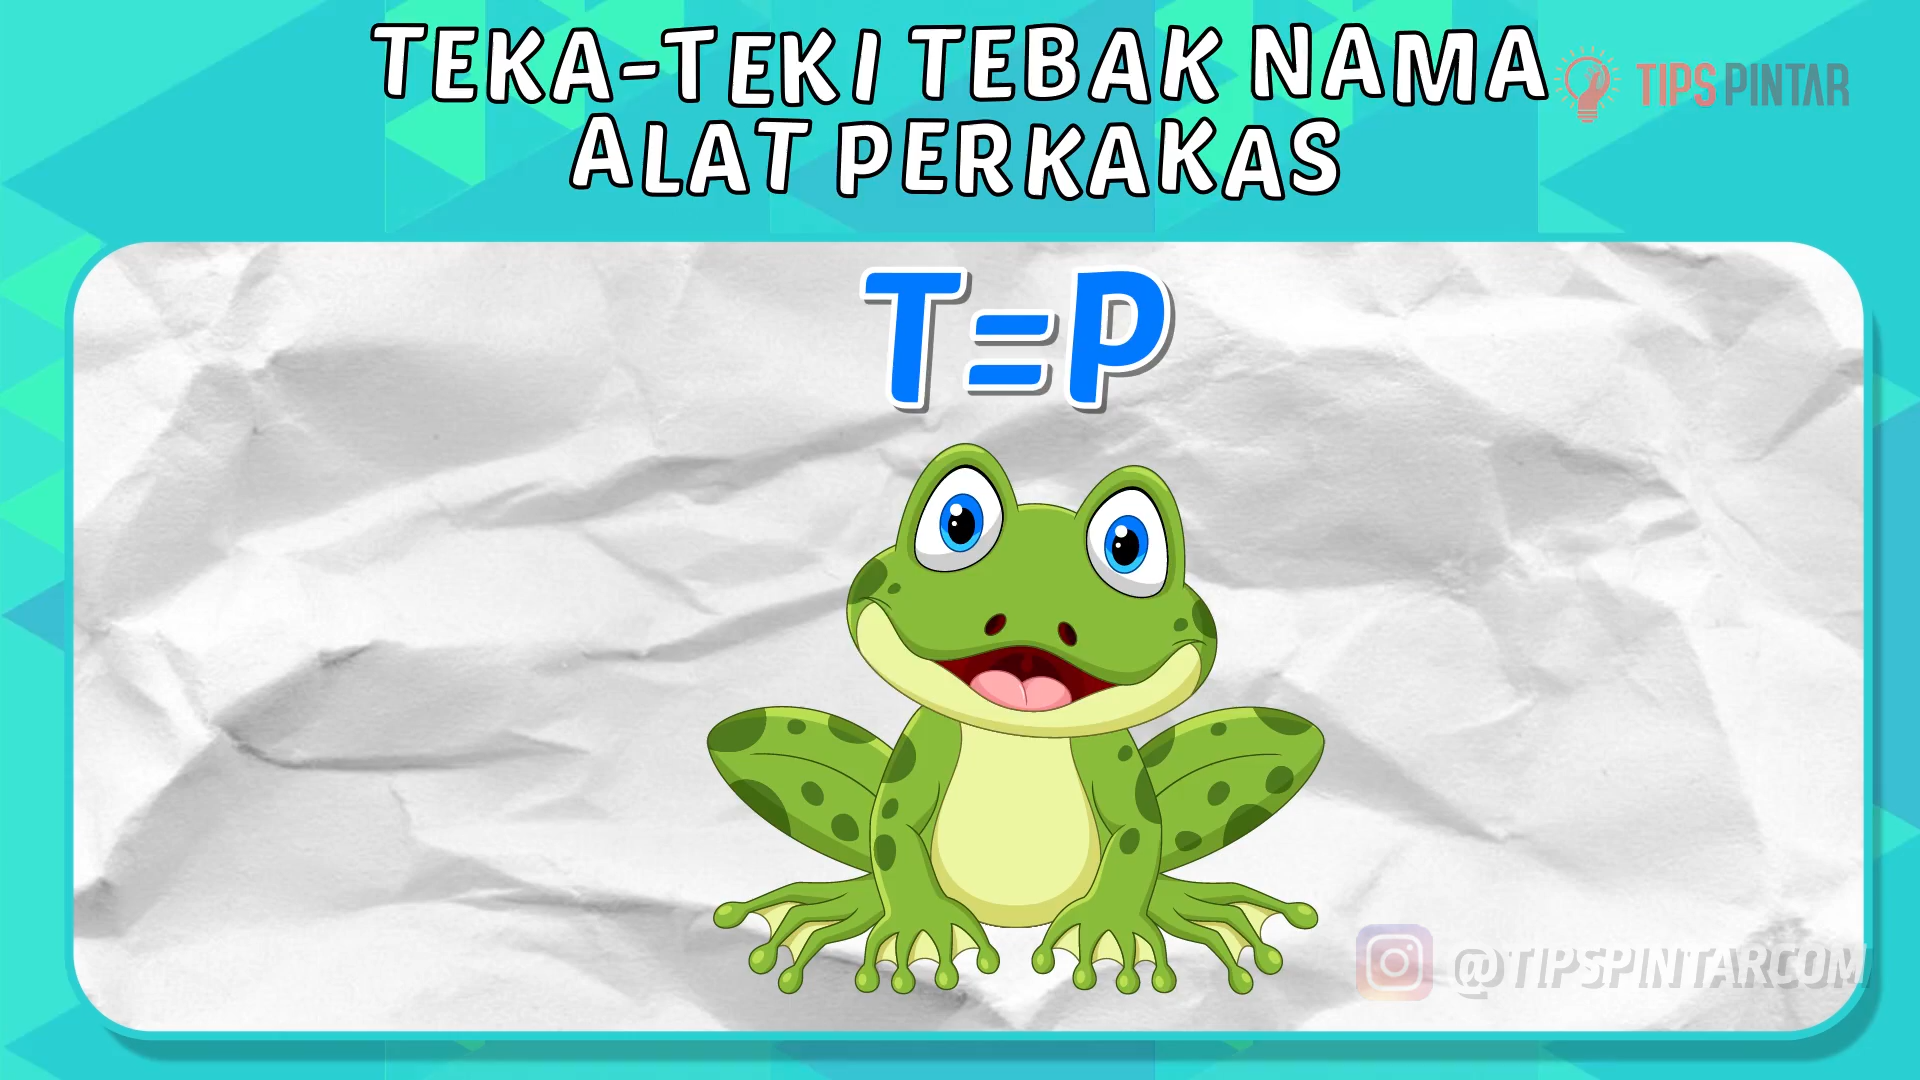 TEKA-TEKI TEBAK NAMA
ALAT PERKAKAS
TIPS PINTAR
T=P
@TIPSPINTARCOM